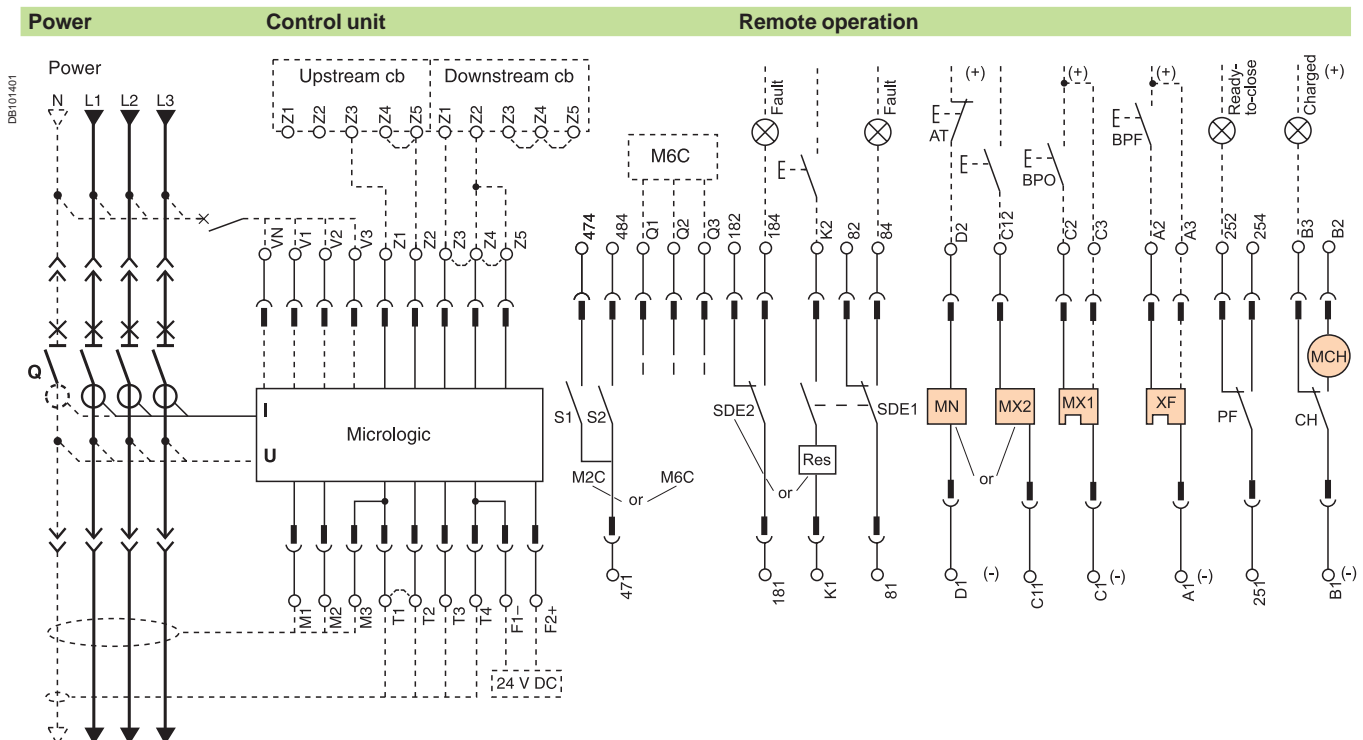 Power Control unit Remote operation
DB101401
Power
N L1 L2 L3
Upstream cb Downstream cb
Z1 Z2 Z3 Z4 Z5 Z1 Z2 Z3 Z4 Z5
M6C
Fault Fault
AT (+)
BPO (+)
BPF (+)
Ready-to-close
Charged (+)
VN V1 V2 V3 Z1 Z2 Z3 Z4 Z5
474 484 Q1 Q2 Q3 182 184 K2 82 84 D2 C12 C2 C3 A2 A3 252 254 B3 B2
Q
I
U
Micrologic
S1 S2
M2C or M6C
SDE2 or Res
SDE1
MN or MX2
MX1
XF
PF
CH
MCH
M1 M2 M3 T1 T2 T3 T4 F1− F2+
471 181 K1 81 D1 (-) C11 C1 (-) A1 (-) 251 B1 (-)
24 V DC